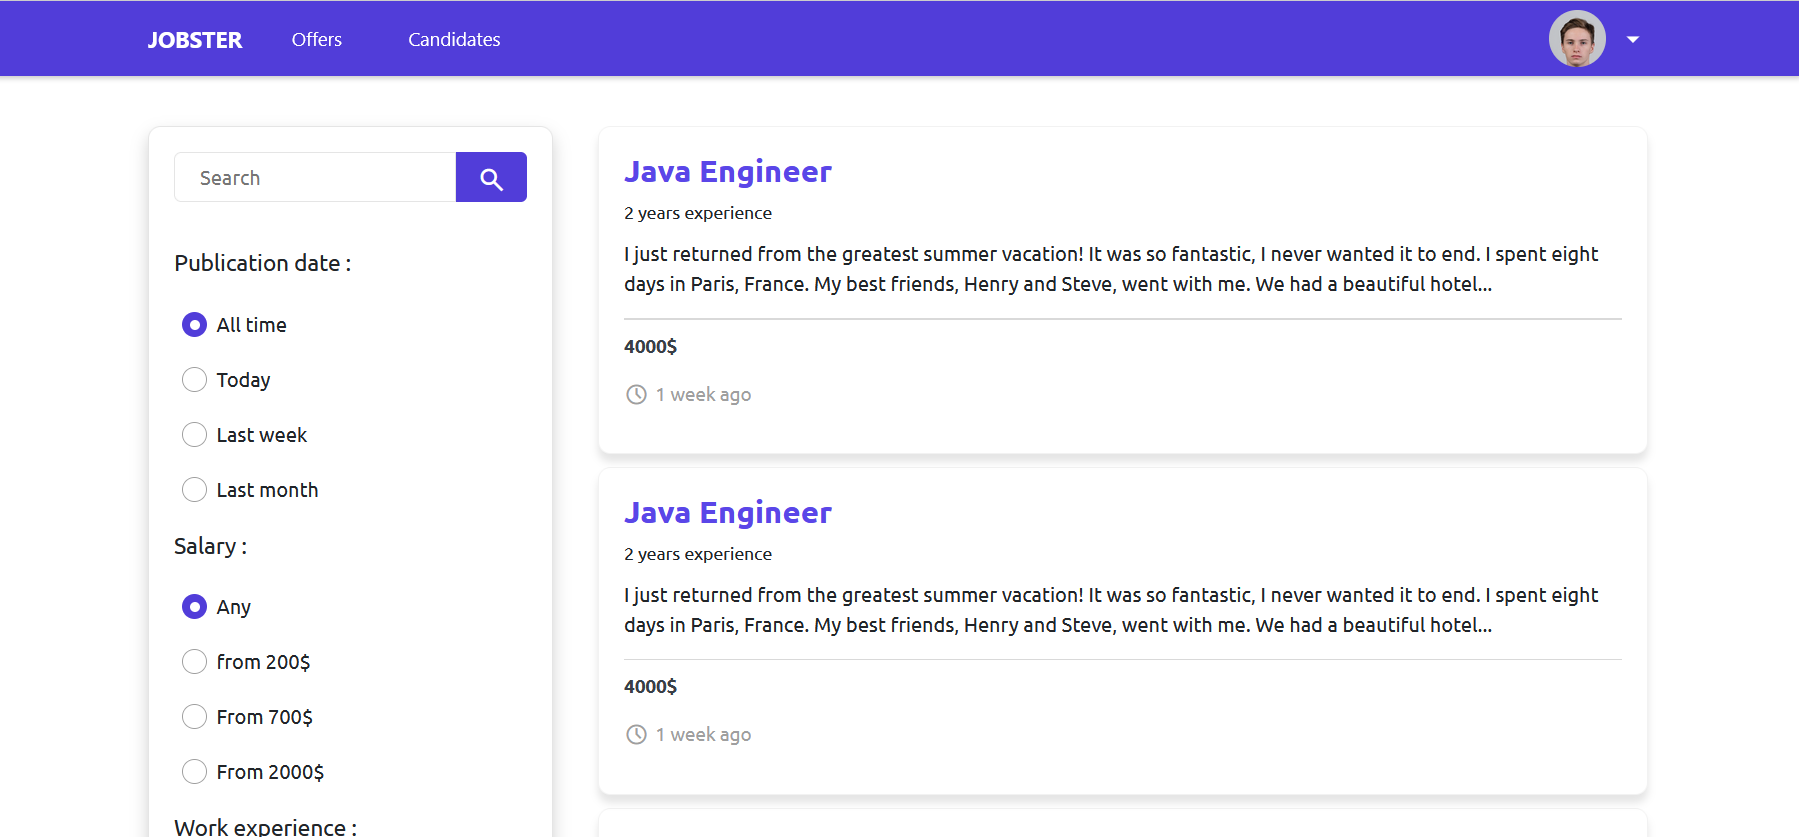 JOBSTER Offers Candidates
Search
Publication date :
All time
Today
Last week
Last month
Salary :
Any
from 200$
From 700$
From 2000$
Work experience :
Java Engineer
2 years experience
I just returned from the greatest summer vacation! It was so fantastic, I never wanted it to end. I spent eight
days in Paris, France. My best friends, Henry and Steve, went with me. We had a beautiful hotel...
4000$
1 week ago
Java Engineer
2 years experience
I just returned from the greatest summer vacation! It was so fantastic, I never wanted it to end. I spent eight
days in Paris, France. My best friends, Henry and Steve, went with me. We had a beautiful hotel...
4000$
1 week ago